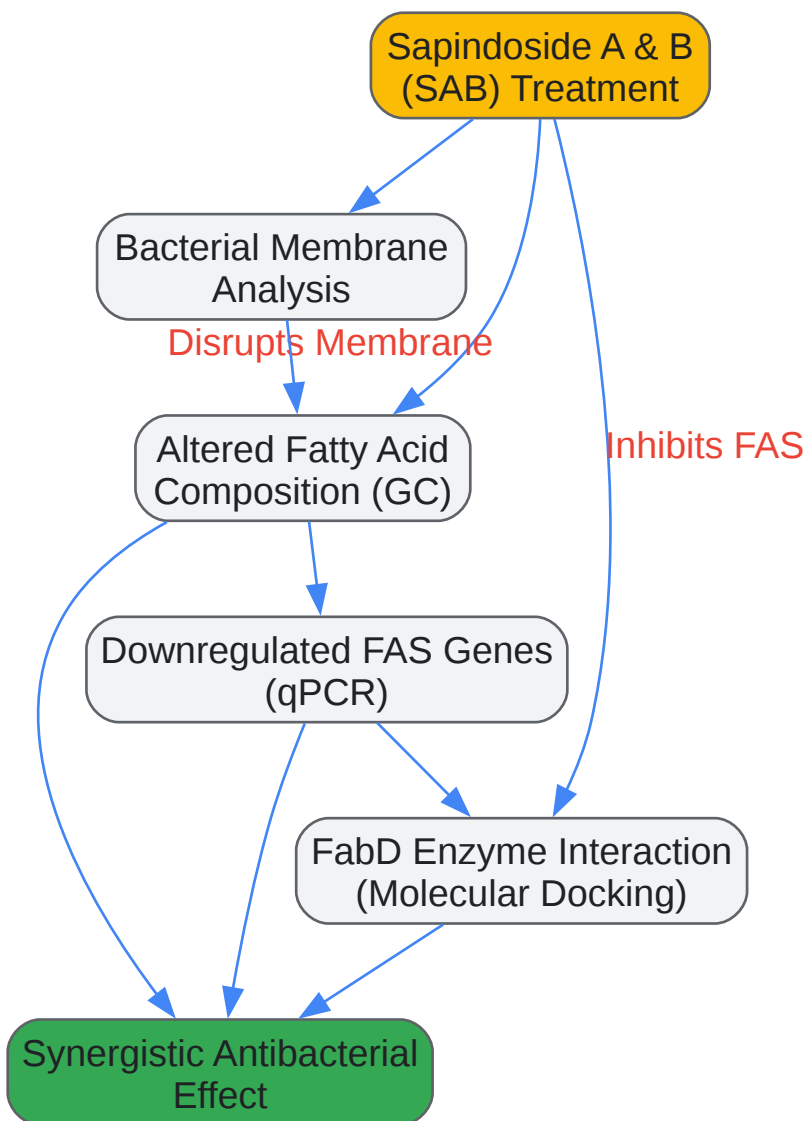 Sapindoside A & B
(SAB) Treatment
Bacterial Membrane
Analysis
Disrupts Membrane
Altered Fatty Acid
Composition (GC)
Inhibits FAS
Downregulated FAS Genes
(qPCR)
FabD Enzyme Interaction
(Molecular Docking)
Synergistic Antibacterial
Effect